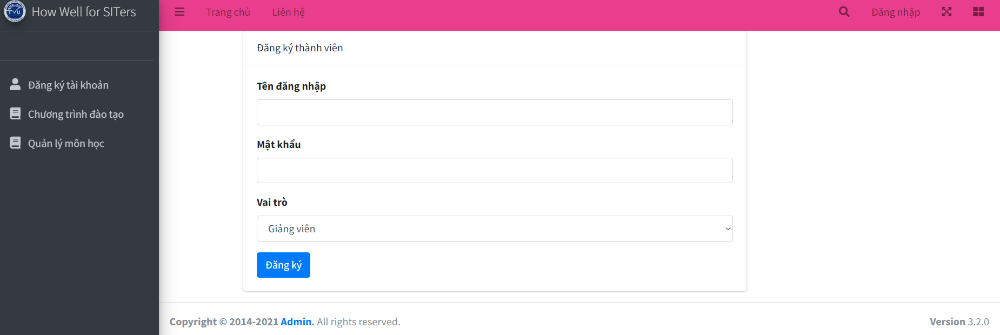 How Well for SITers
Trang chủ
Liên hệ
Đăng nhập
Đăng ký tài khoản
Chương trình đào tạo
Quản lý môn học
Đăng ký thành viên
Tên đăng nhập
Mật khẩu
Vai trò
Giảng viên
Đăng ký
Copyright © 2014-2021 Admin. All rights reserved.
Version 3.2.0